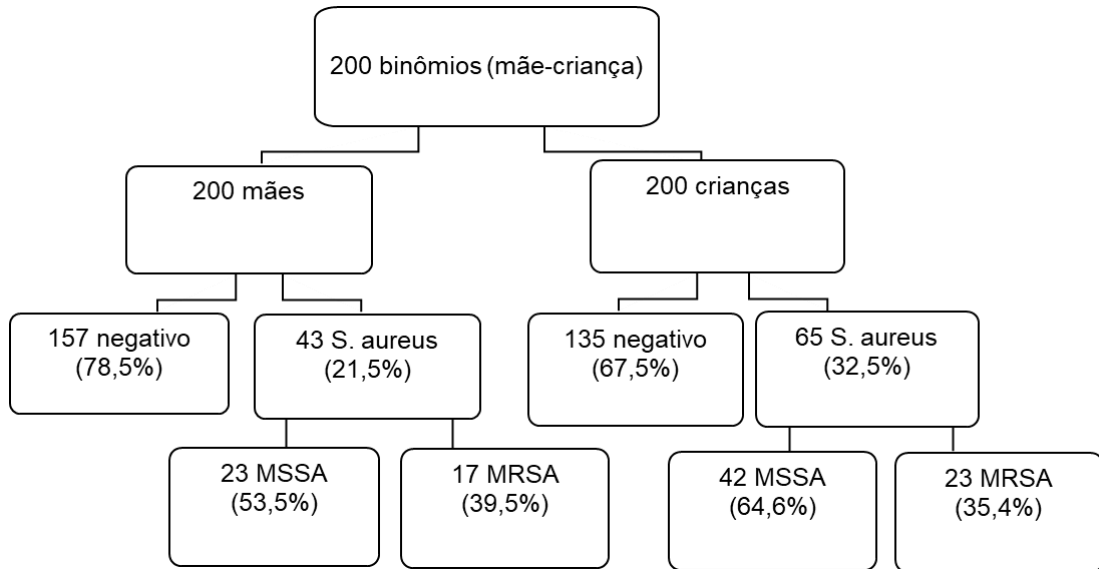 200 binômios (mãe-criança)
200 mães
200 crianças
157 negativo
(78,5%)
43 S. aureus
(21,5%)
135 negativo
(67,5%)
65 S. aureus
(32,5%)
23 MSSA
(53,5%)
17 MRSA
(39,5%)
42 MSSA
(64,6%)
23 MRSA
(35,4%)